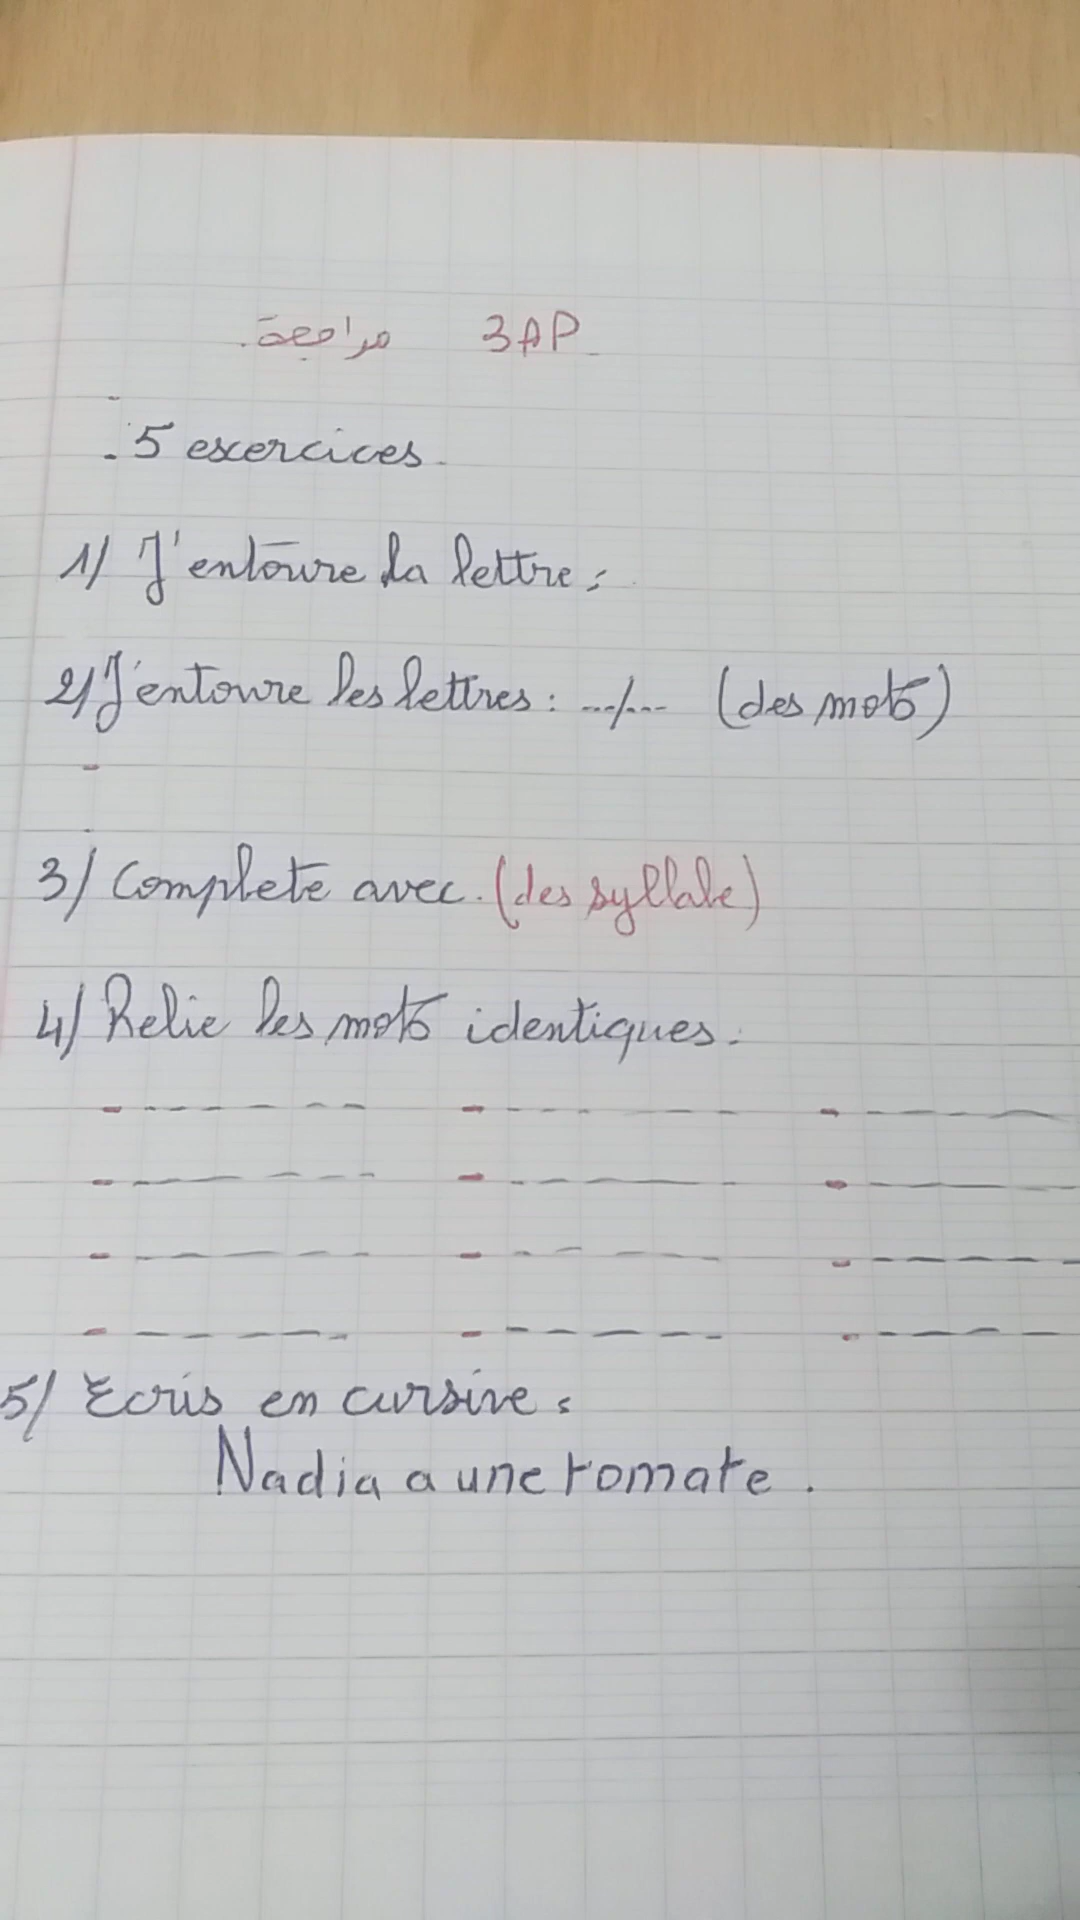 مراجعة. 3AP
. 5 excercices.
1/ J'entoure la lettre :
2/ J'entoure les lettres : .../... (des mots)
3/ Complete avec. (des syllabe)
4/ Relie les mots identiques.
- - - - - - - - - - - - - - - - - -
- - - - - - - - - - - - - - - - - -
- - - - - - - - - - - - - - - - - -
- - - - - - - - - - - - - - - - - -
5/ Ecris en cursive :
Nadia a une tomate .